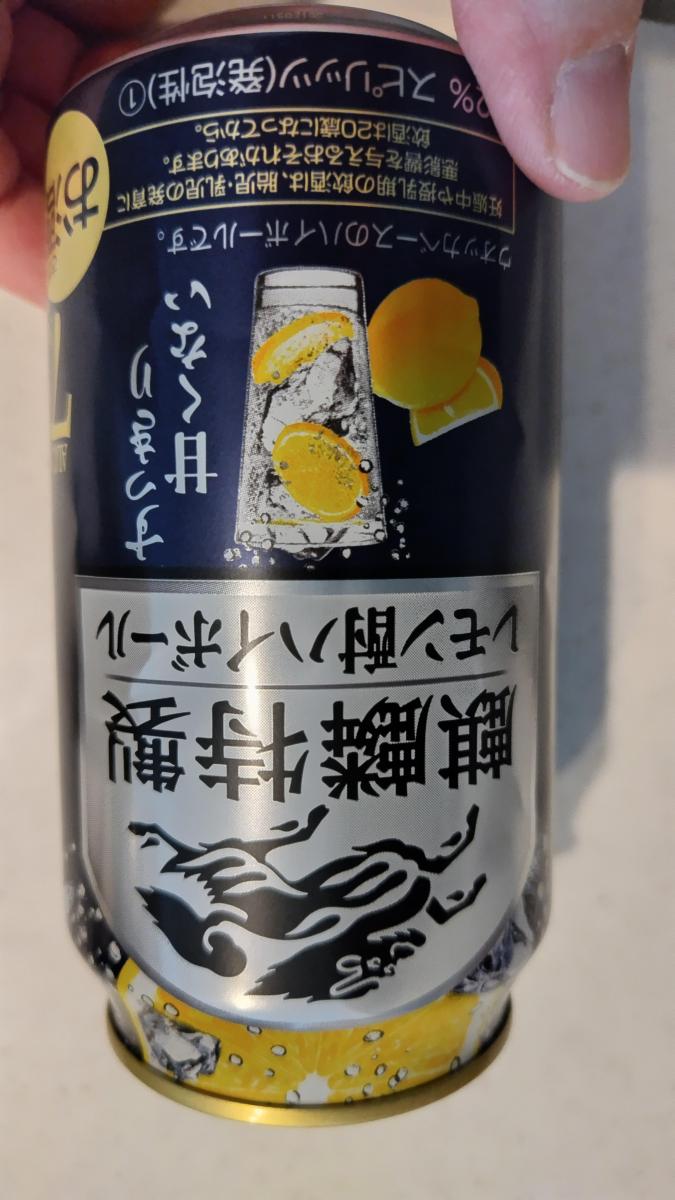 麒麟特製
レモン酎ハイボール
すっきり
甘くない
7
ウオッカベースのハイボールです。
お酒
妊娠中や授乳期の飲酒は、胎児・乳児の発育に
悪影響を与えるおそれがあります。
飲酒は20歳になってから。
2% スピリッツ(発泡性)①